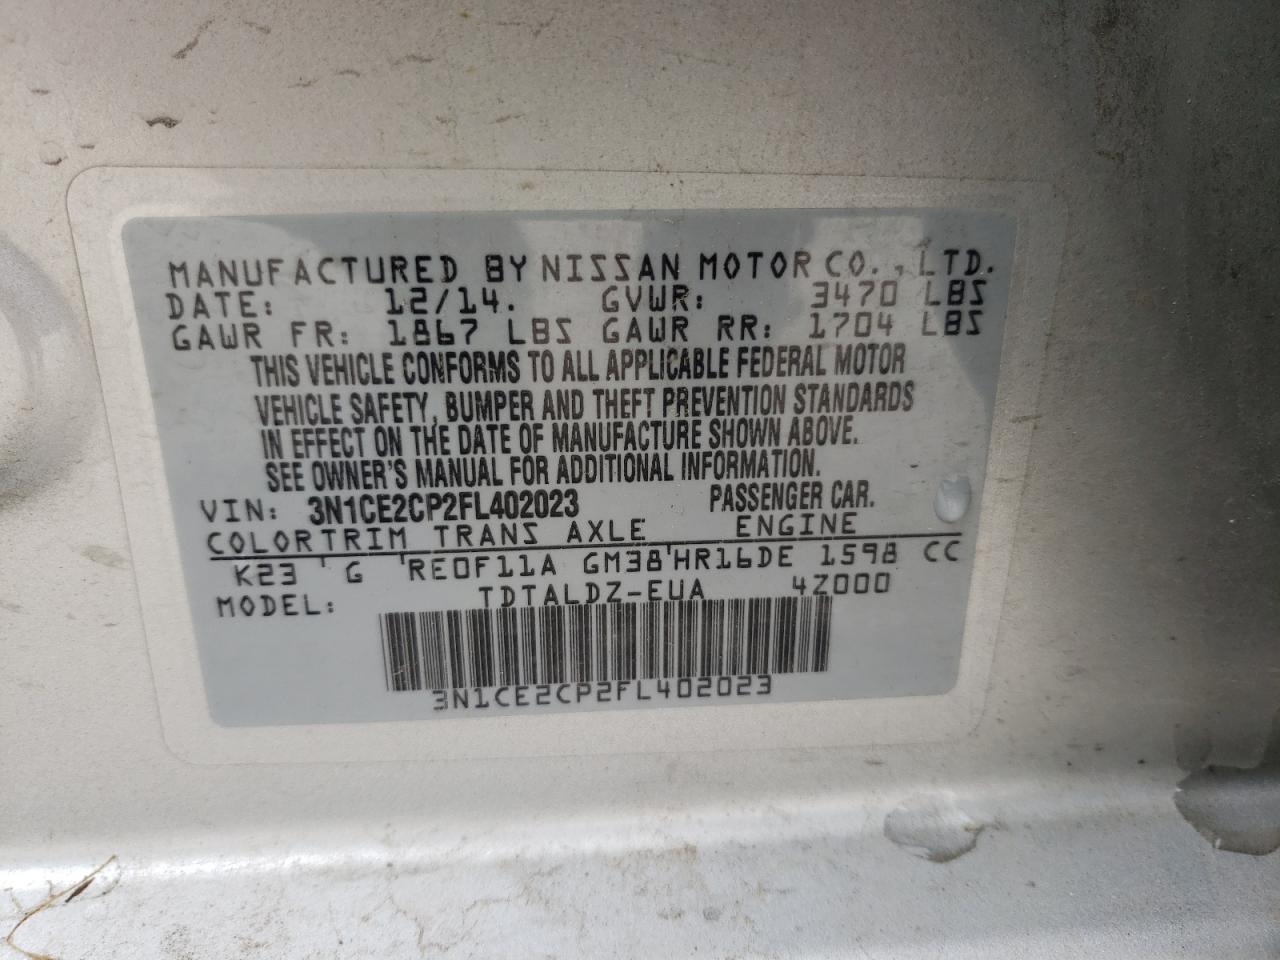 MANUFACTURED BY NISSAN MOTOR CO., LTD.
DATE: 12/14. GVWR: 3470 LBS
GAWR FR: 1867 LBS GAWR RR: 1704 LBS
THIS VEHICLE CONFORMS TO ALL APPLICABLE FEDERAL MOTOR
VEHICLE SAFETY, BUMPER AND THEFT PREVENTION STANDARDS
IN EFFECT ON THE DATE OF MANUFACTURE SHOWN ABOVE.
SEE OWNER'S MANUAL FOR ADDITIONAL INFORMATION.
VIN: 3N1CE2CP2FL402023 PASSENGER CAR.
COLORTRIM TRANS AXLE ENGINE
K23 ' G 'RE0F11A GM38'HR16DE 1598 CC
MODEL: TDTALDZ-EUA 4Z000
3N1CE2CP2FL402023